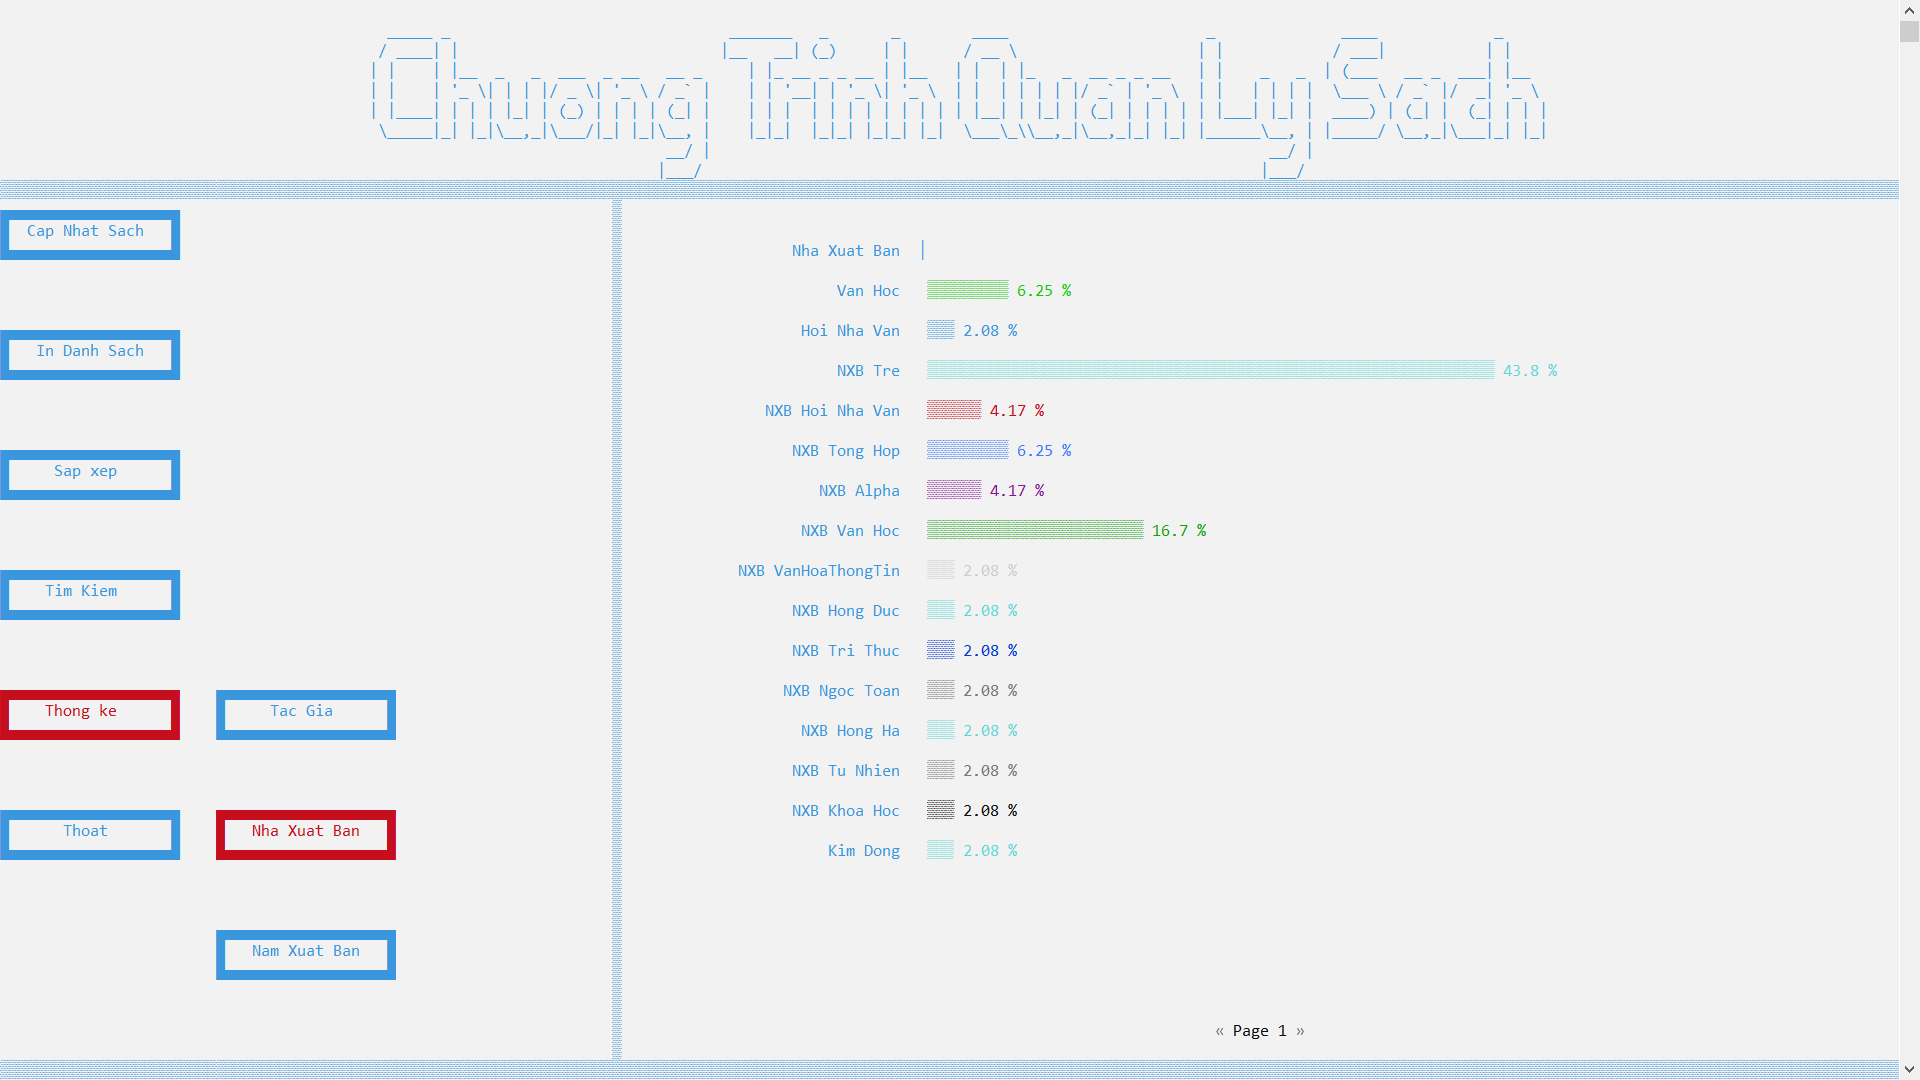 Chuong Trinh Quan Ly Sach
Cap Nhat Sach
In Danh Sach
Sap xep
Tim Kiem
Thong ke
Tac Gia
Thoat
Nha Xuat Ban
Nam Xuat Ban
Nha Xuat Ban
Van Hoc 6.25 %
Hoi Nha Van 2.08 %
NXB Tre 43.8 %
NXB Hoi Nha Van 4.17 %
NXB Tong Hop 6.25 %
NXB Alpha 4.17 %
NXB Van Hoc 16.7 %
NXB VanHoaThongTin 2.08 %
NXB Hong Duc 2.08 %
NXB Tri Thuc 2.08 %
NXB Ngoc Toan 2.08 %
NXB Hong Ha 2.08 %
NXB Tu Nhien 2.08 %
NXB Khoa Hoc 2.08 %
Kim Dong 2.08 %
« Page 1 »